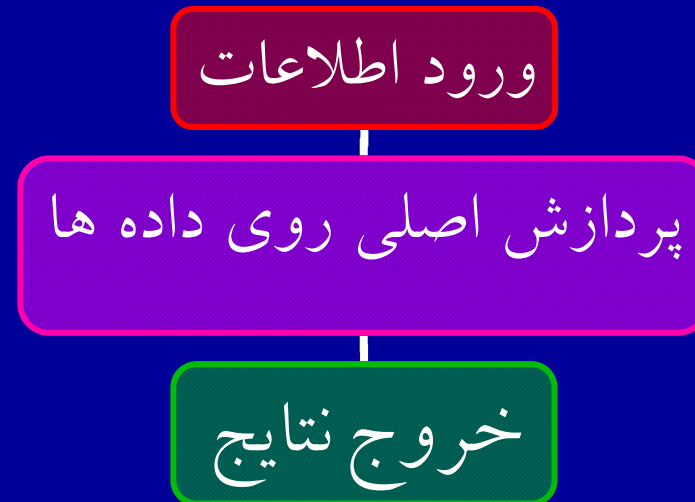 ورود اطلاعات
پردازش اصلی روی داده ها
خروج نتایج